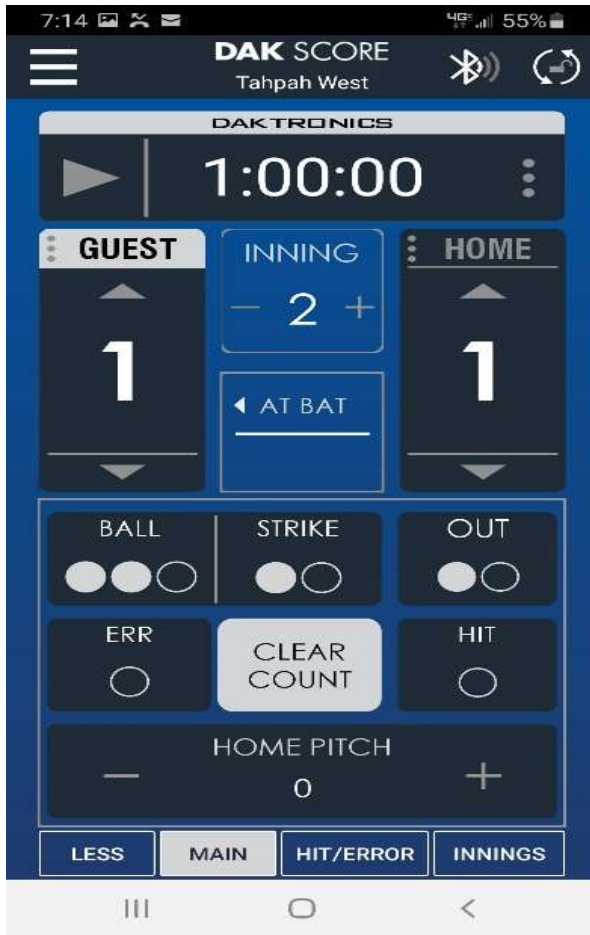 7:14 4GE 55%
DAK SCORE
Tahpah West
DAKTRONICS
1:00:00
GUEST INNING HOME
1 − 2 + 1
AT BAT
BALL STRIKE OUT
ERR CLEAR COUNT HIT
HOME PITCH
− 0 +
LESS MAIN HIT/ERROR INNINGS